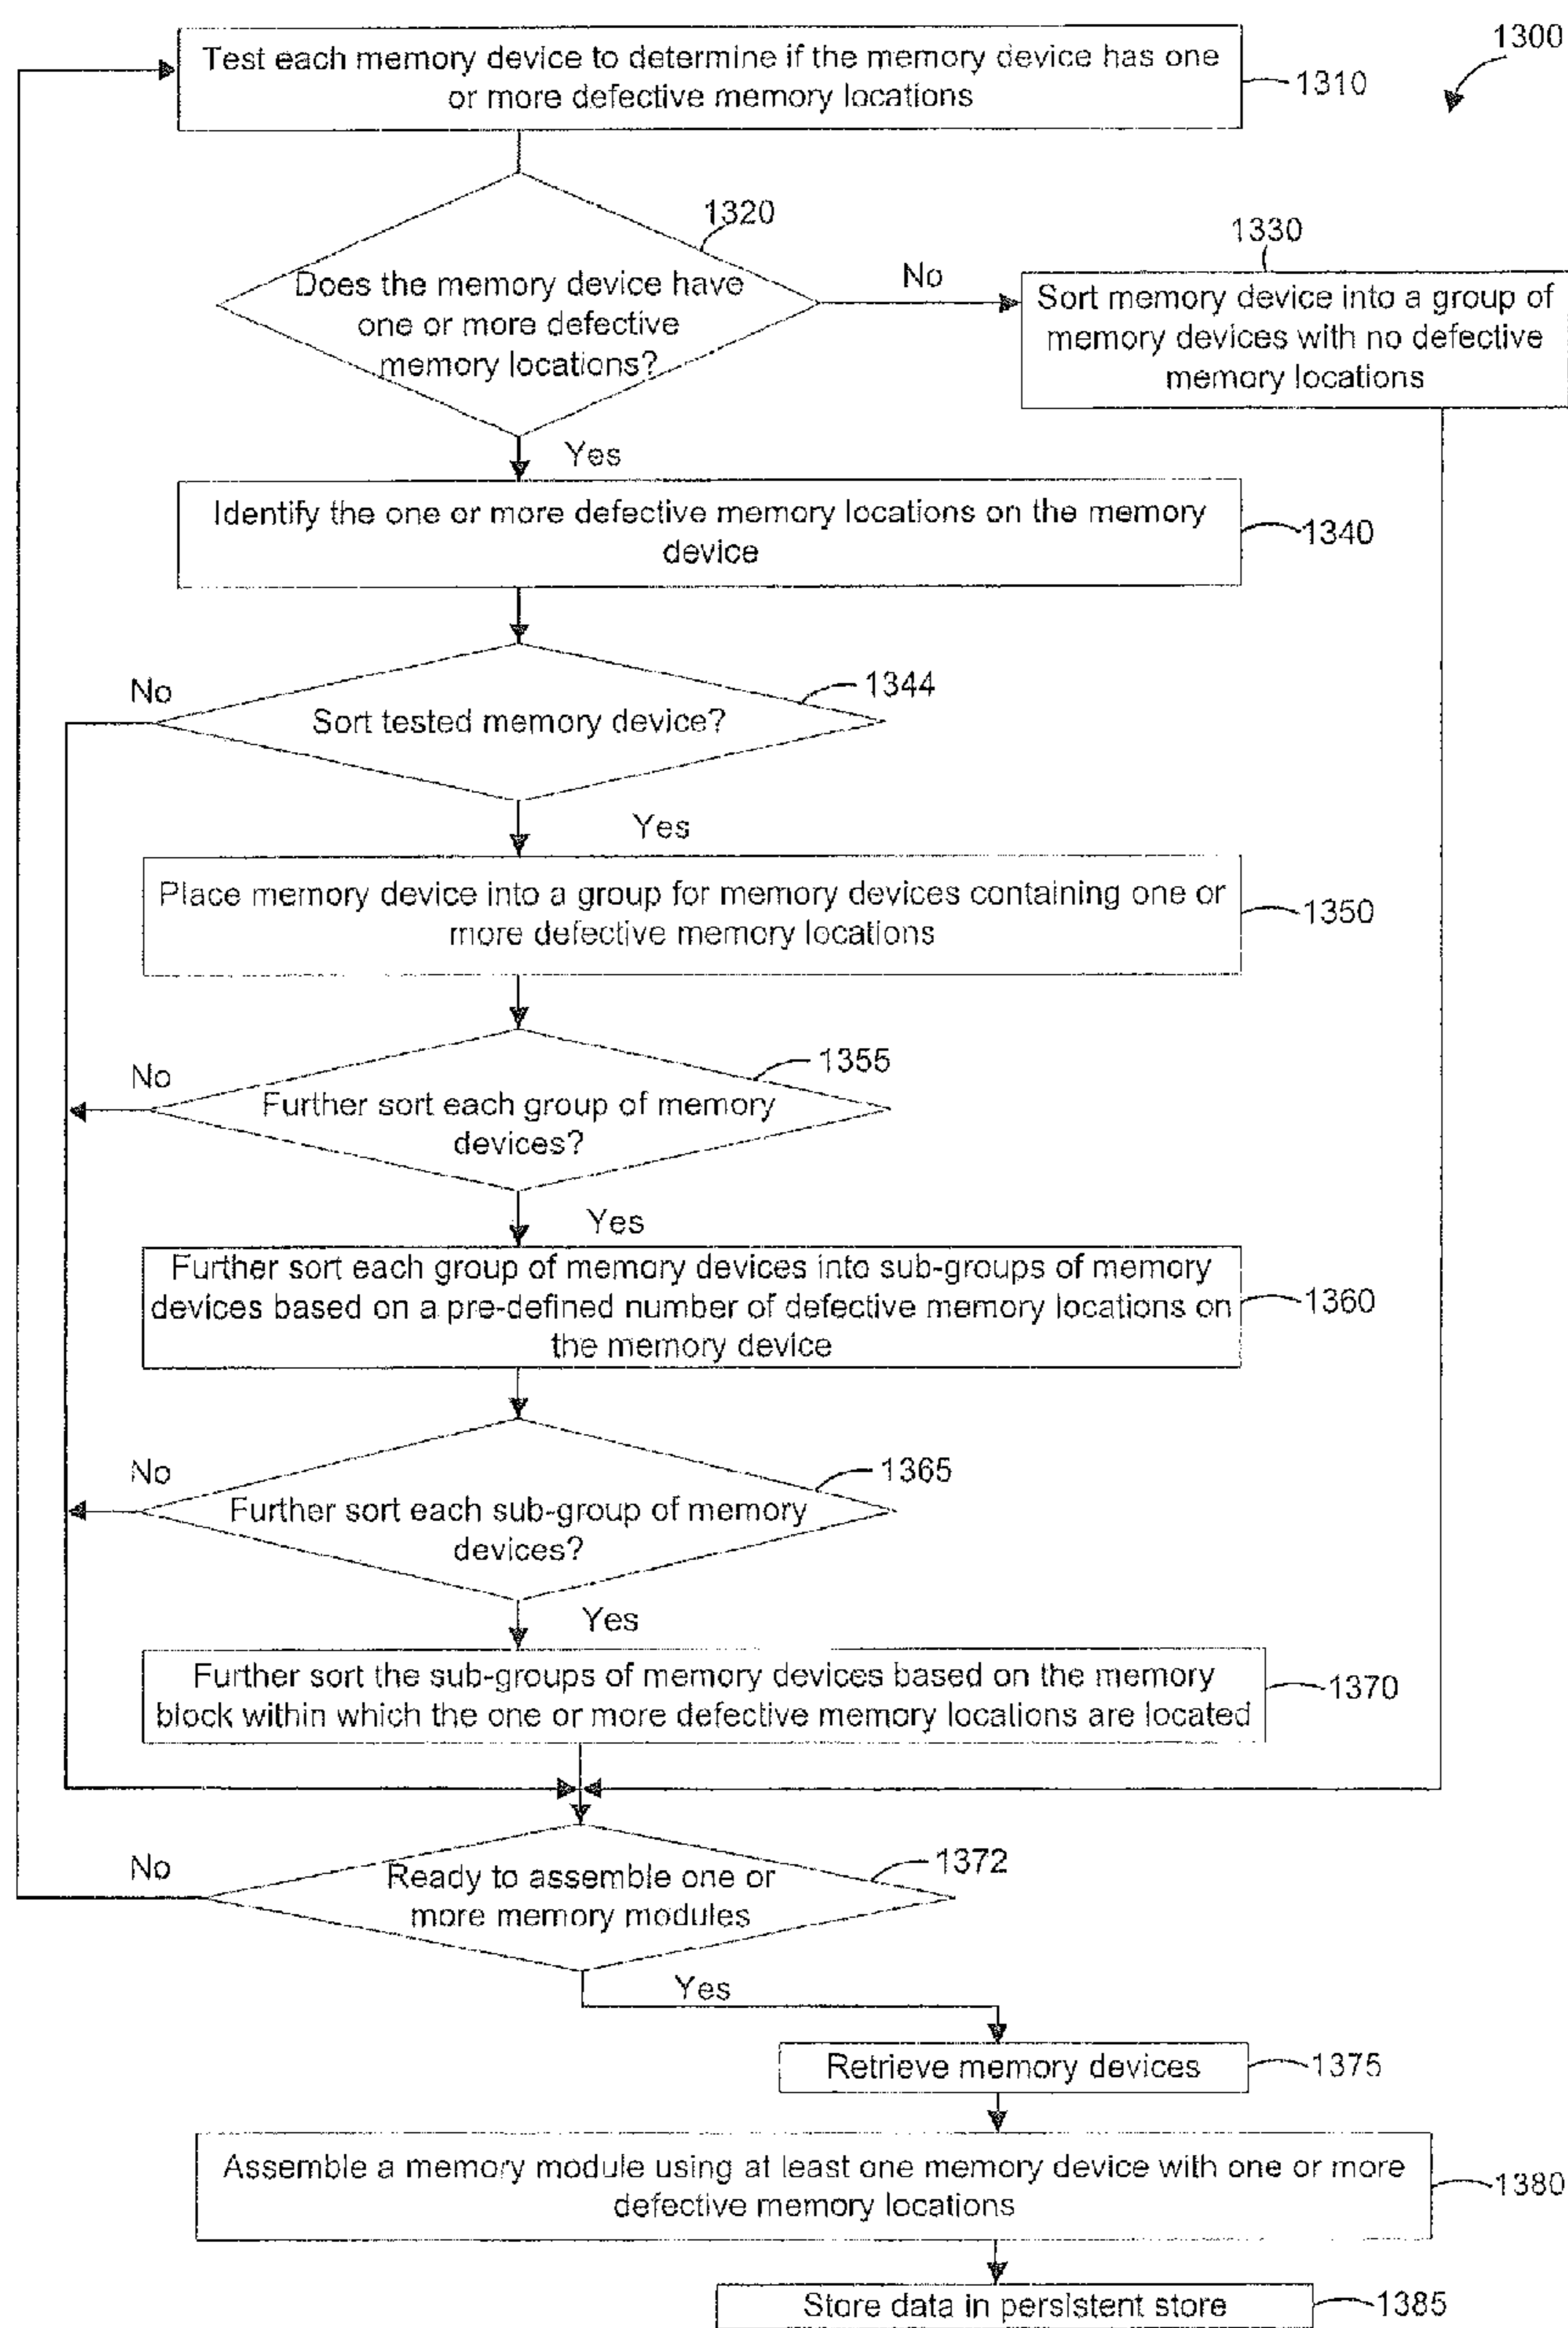 1300
Test each memory device to determine if the memory device has one
or more defective memory locations
1310
1320
Does the memory device have
one or more defective
memory locations?
No
1330
Sort memory device into a group of
memory devices with no defective
memory locations
Yes
Identify the one or more defective memory locations on the memory
device
1340
No
1344
Sort tested memory device?
Yes
Place memory device into a group for memory devices containing one or
more defective memory locations
1350
No
1355
Further sort each group of memory
devices?
Yes
Further sort each group of memory devices into sub-groups of memory
devices based on a pre-defined number of defective memory locations on
the memory device
1360
No
1365
Further sort each sub-group of memory
devices?
Yes
Further sort the sub-groups of memory devices based on the memory
block within which the one or more defective memory locations are located
1370
No
1372
Ready to assemble one or
more memory modules
Yes
Retrieve memory devices
1375
Assemble a memory module using at least one memory device with one or more
defective memory locations
1380
Store data in persistent store
1385